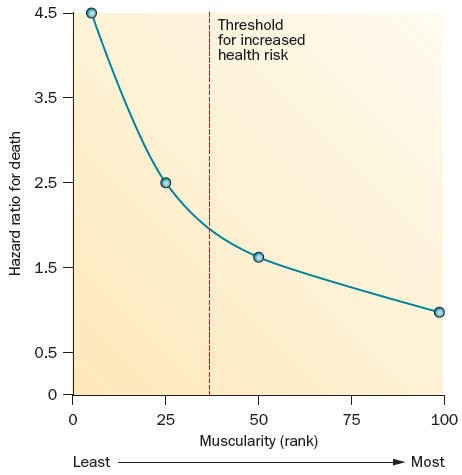 4.5
Threshold
for increased
health risk
3.5
Hazard ratio for death
2.5
1.5
0.5
0
0 25 50 75 100
Muscularity (rank)
Least Most